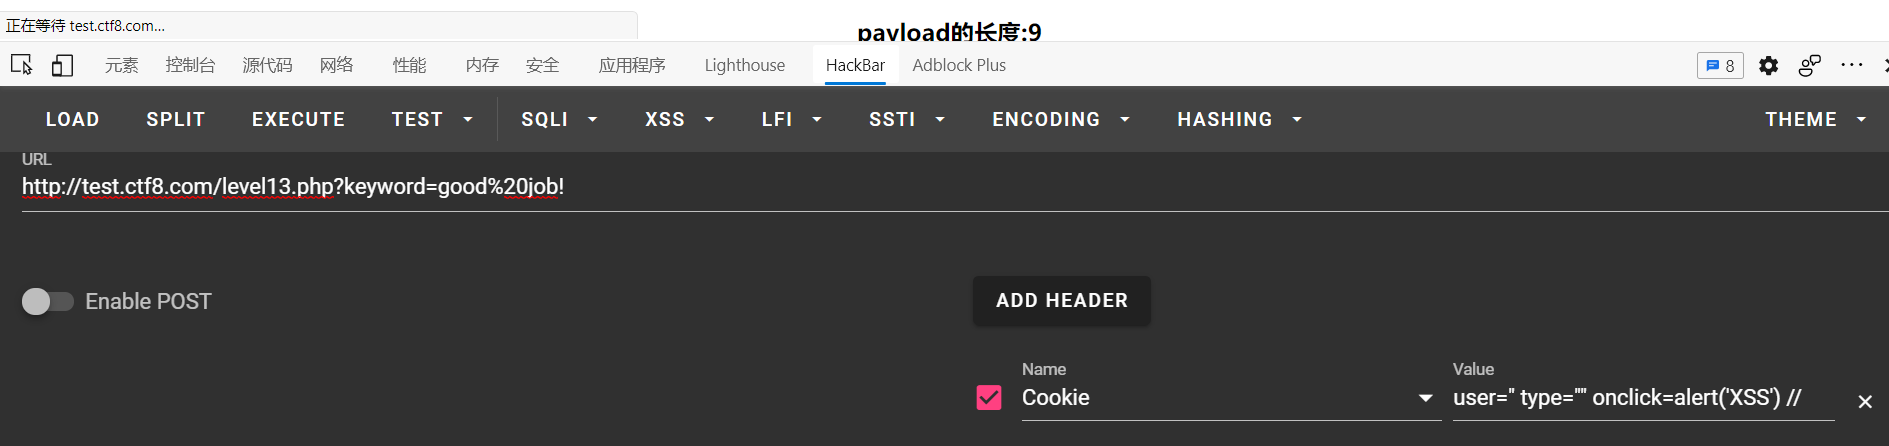 正在等待 test.ctf8.com...
payload的长度:9
元素 控制台 源代码 网络 性能 内存 安全 应用程序 Lighthouse HackBar Adblock Plus 8
LOAD SPLIT EXECUTE TEST SQLI XSS LFI SSTI ENCODING HASHING THEME
URL
http://test.ctf8.com/level13.php?keyword=good%20job!
Enable POST ADD HEADER
Name Value
Cookie user=" type="" onclick=alert('XSS') //